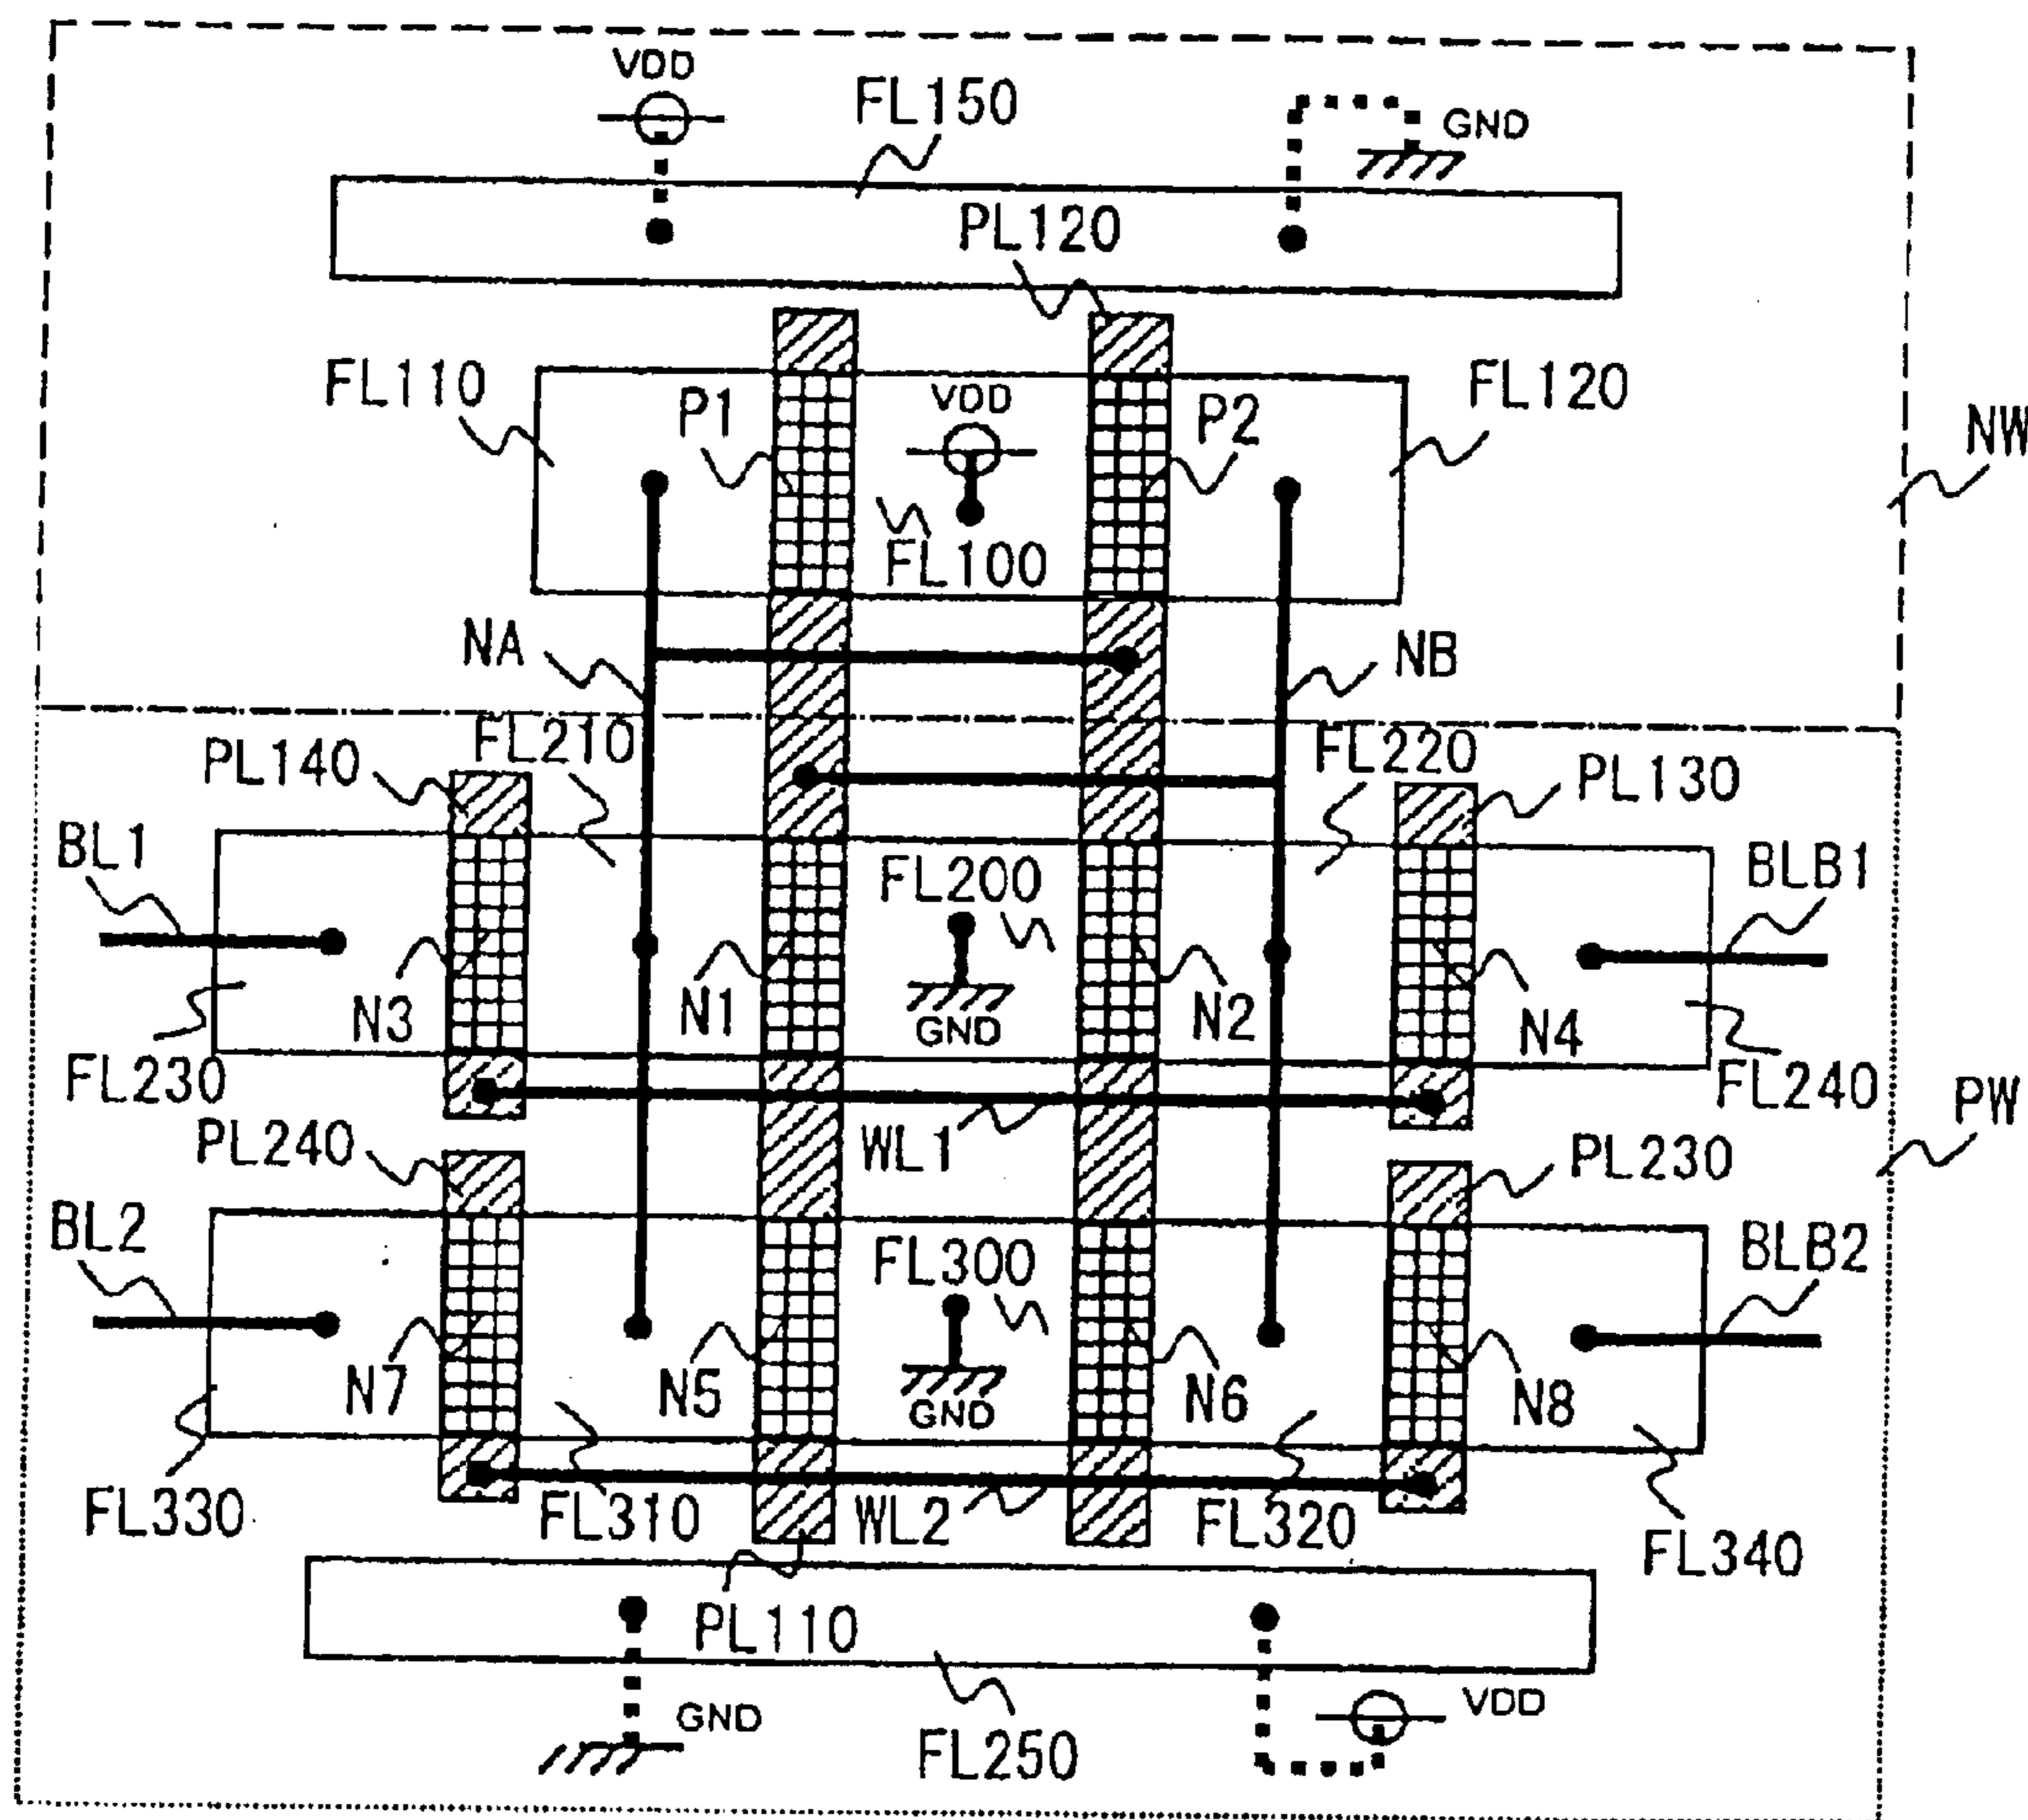 VDD
FL150
GND
PL120
FL110
P1
VDD
P2
FL120
NW
FL100
NA
NB
PL140
FL210
FL220
PL130
BL1
FL200
BLB1
N3
N1
GND
N2
N4
FL230
FL240
PL240
WL1
PL230
PW
BL2
FL300
BLB2
N7
N5
GND
N6
N8
FL330
FL310
WL2
FL320
FL340
PL110
GND
FL250
VDD